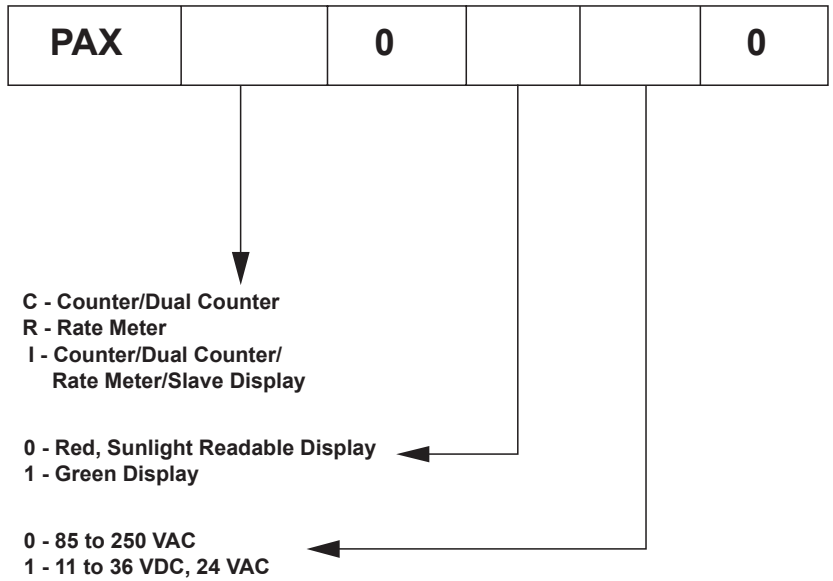 PAX 0 0
C - Counter/Dual Counter
R - Rate Meter
I - Counter/Dual Counter/
Rate Meter/Slave Display
0 - Red, Sunlight Readable Display
1 - Green Display
0 - 85 to 250 VAC
1 - 11 to 36 VDC, 24 VAC